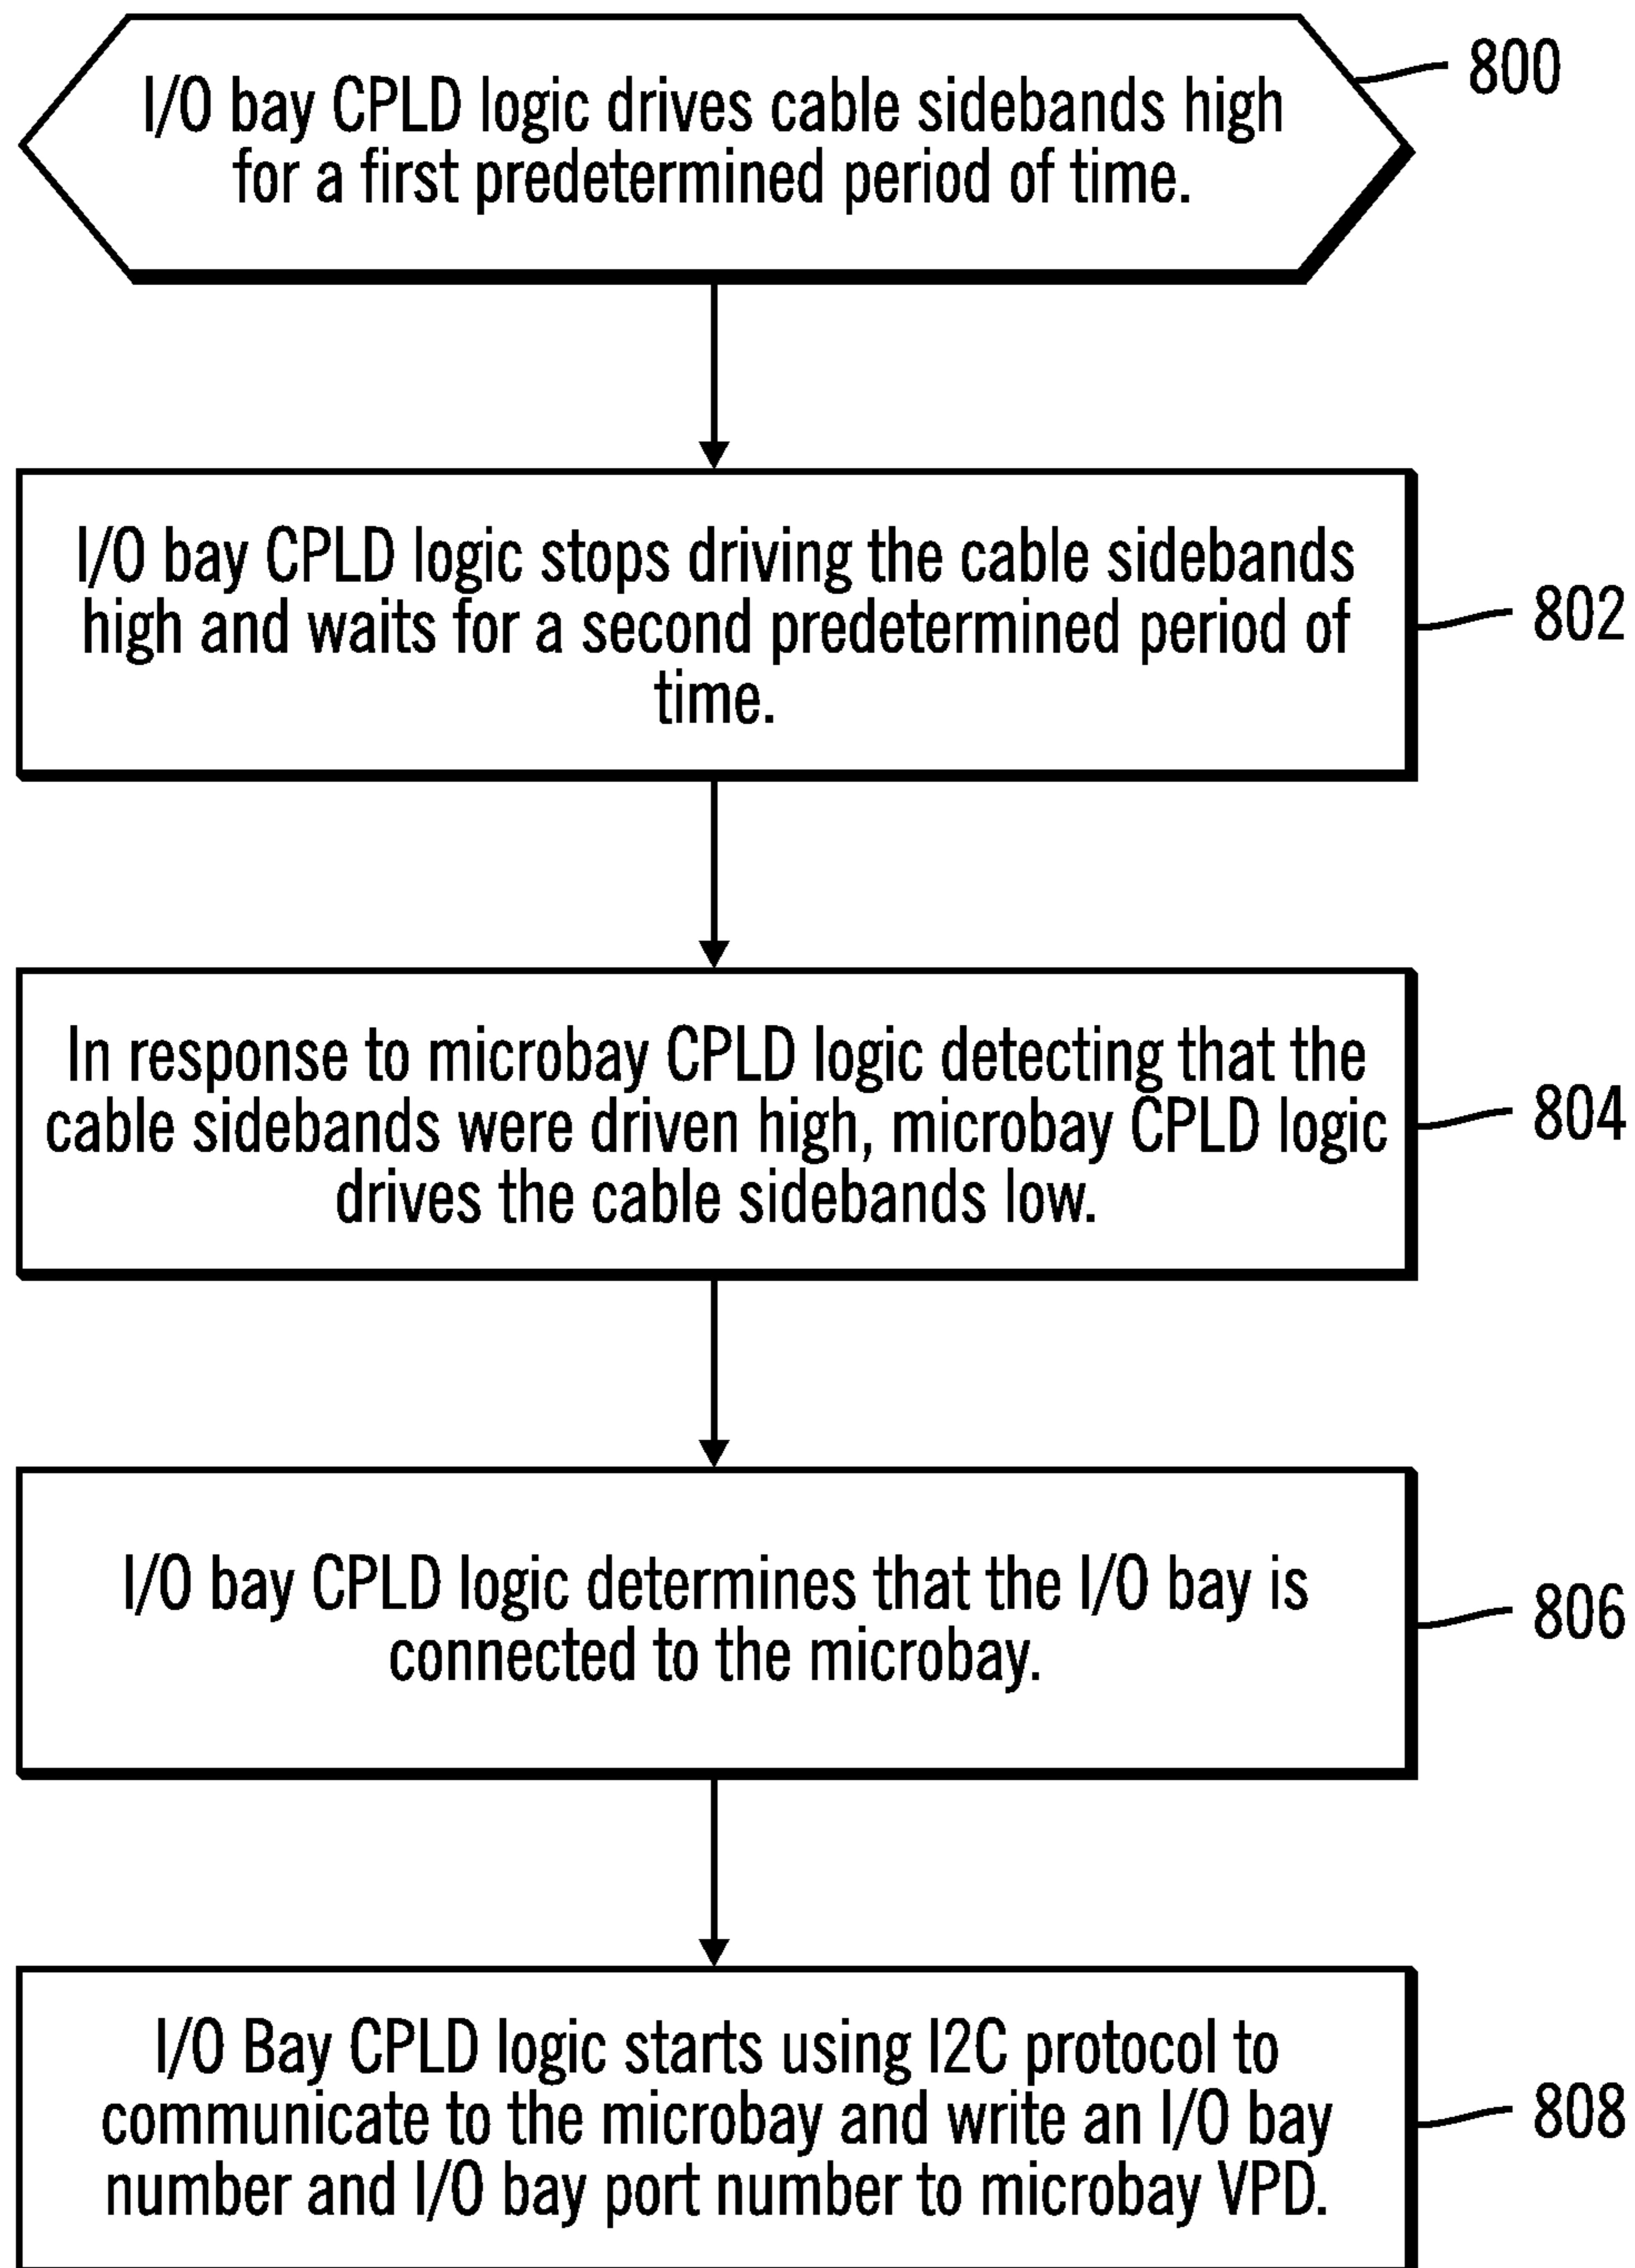 I/O bay CPLD logic drives cable sidebands high
for a first predetermined period of time.
800
I/O bay CPLD logic stops driving the cable sidebands
high and waits for a second predetermined period of
time.
802
In response to microbay CPLD logic detecting that the
cable sidebands were driven high, microbay CPLD logic
drives the cable sidebands low.
804
I/O bay CPLD logic determines that the I/O bay is
connected to the microbay.
806
I/O Bay CPLD logic starts using I2C protocol to
communicate to the microbay and write an I/O bay
number and I/O bay port number to microbay VPD.
808